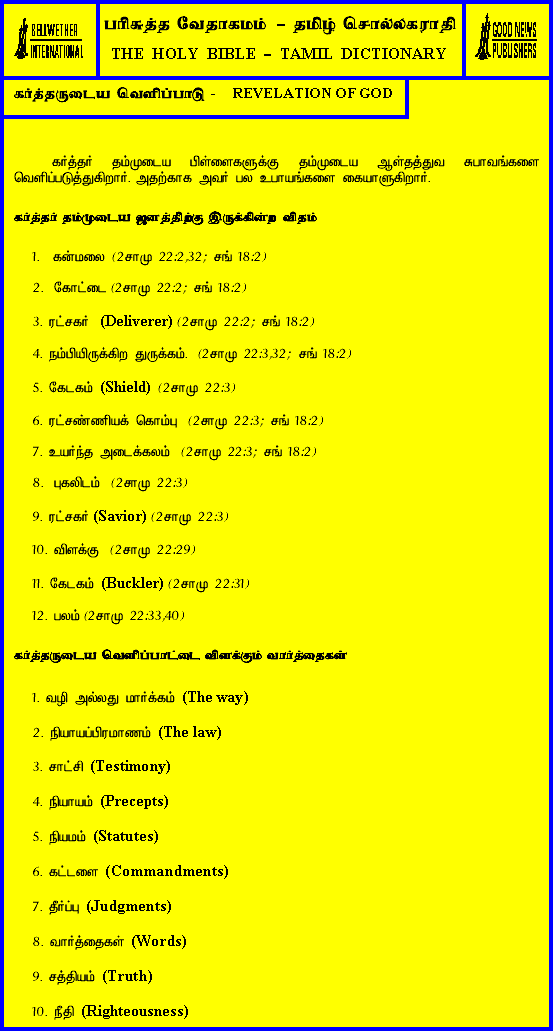 BELLWETHER
INTERNATIONAL
பரிசுத்த வேதாகமம் – தமிழ் சொல்லகராதி
THE HOLY BIBLE – TAMIL DICTIONARY
GOOD NEWS
PUBLISHERS
கர்த்தருடைய வெளிப்பாடு - REVELATION OF GOD
கர்த்தர் தம்முடைய பிள்ளைகளுக்கு தம்முடைய ஆள்தத்துவ சுபாவங்களை
வெளிப்படுத்துகிறார். அதற்காக அவர் பல உபாயங்களை கையாளுகிறார்.
கர்த்தர் தம்முடைய ஜனத்திற்கு இருக்கின்ற விதம்
1. கன்மலை (2சாமு 22:2,32; சங் 18:2)
2. கோட்டை (2சாமு 22:2; சங் 18:2)
3. ரட்சகர் (Deliverer) (2சாமு 22:2; சங் 18:2)
4. நம்பியிருக்கிற துருக்கம். (2சாமு 22:3,32; சங் 18:2)
5. கேடகம் (Shield) (2சாமு 22:3)
6. ரட்சண்ணியக் கொம்பு (2சாமு 22:3; சங் 18:2)
7. உயர்ந்த அடைக்கலம் (2சாமு 22:3; சங் 18:2)
8. புகலிடம் (2சாமு 22:3)
9. ரட்சகர் (Savior) (2சாமு 22:3)
10. விளக்கு (2சாமு 22:29)
11. கேடகம் (Buckler) (2சாமு 22:31)
12. பலம் (2சாமு 22:33,40)
கர்த்தருடைய வெளிப்பாட்டை விளக்கும் வார்த்தைகள்
1. வழி அல்லது மார்க்கம் (The way)
2. நியாயப்பிரமாணம் (The law)
3. சாட்சி (Testimony)
4. நியாயம் (Precepts)
5. நியமம் (Statutes)
6. கட்டளை (Commandments)
7. தீர்ப்பு (Judgments)
8. வார்த்தைகள் (Words)
9. சத்தியம் (Truth)
10. நீதி (Righteousness)